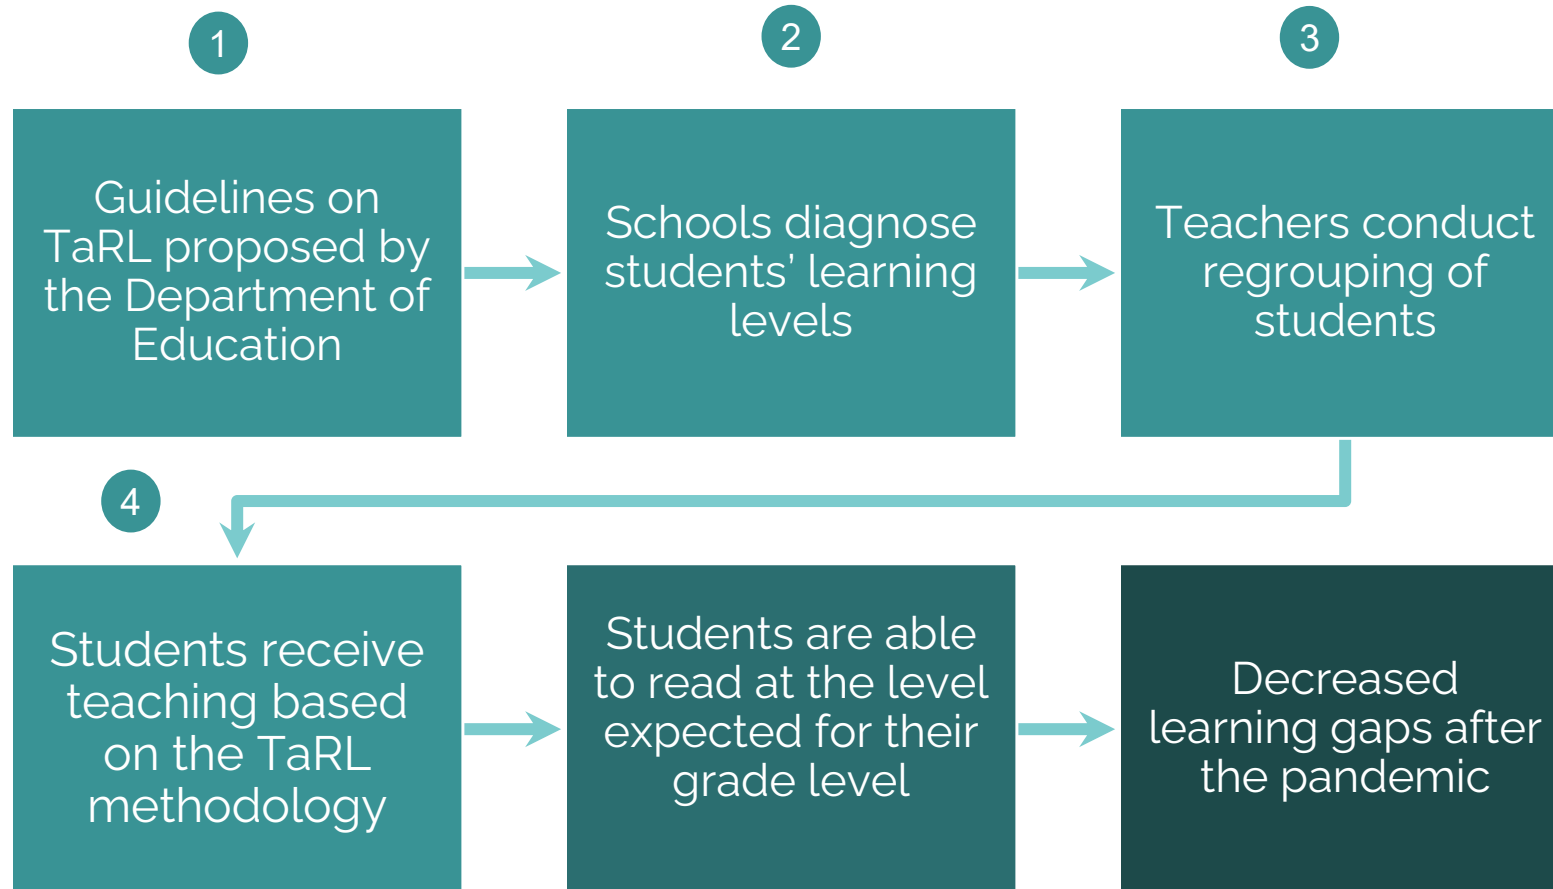 1
2
3
Guidelines on
TaRL proposed by
the Department of
Education
Schools diagnose
students’ learning
levels
Teachers conduct
regrouping of
students
4
Students receive
teaching based
on the TaRL
methodology
Students are able
to read at the level
expected for their
grade level
Decreased
learning gaps after
the pandemic